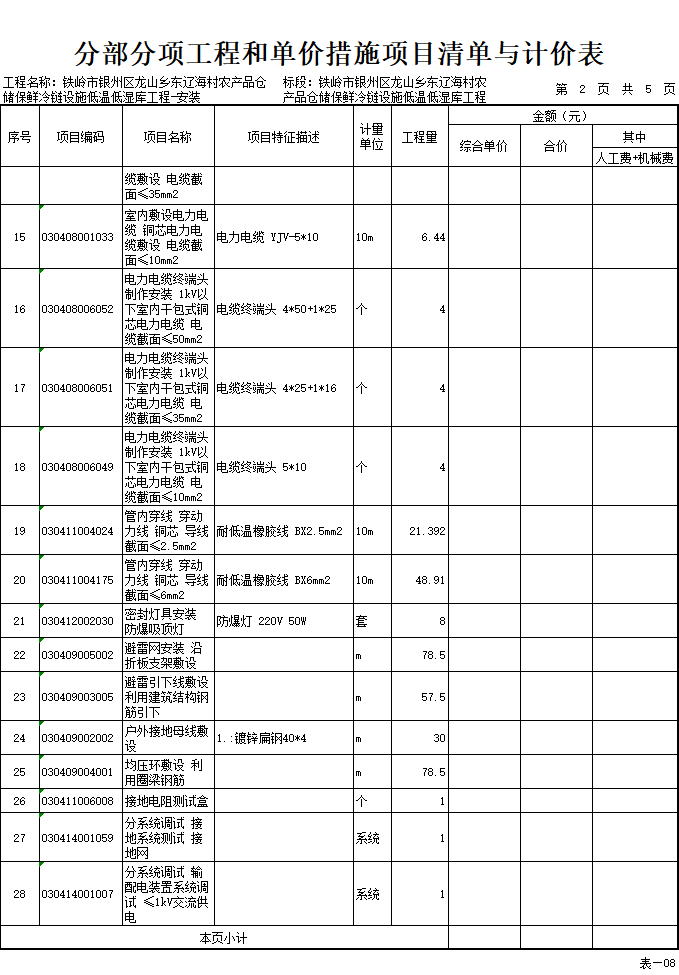 分部分项工程和单价措施项目清单与计价表
工程名称: 铁岭市银州区龙山乡东辽海村农产品仓
储保鲜冷链设施低温低湿库工程-安装
标段: 铁岭市银州区龙山乡东辽海村农
产品仓储保鲜冷链设施低温低湿库工程
第 2 页 共 5 页
序号 项目编码 项目名称 项目特征描述 计量
单位 工程量 金额（元）
综合单价 合价 其中
人工费+机械费
缆敷设 电缆截
面≤35mm2
15 030408001033 室内敷设电力电
缆 铜芯电力电
缆敷设 电缆截
面≤10mm2
电力电缆 YJV-5*10 10m 6.44
16 030408006052 电力电缆终端头
制作安装 1kV以
下室内干包式铜
芯电力电缆 电
缆截面≤50mm2
电缆终端头 4*50+1*25 个 4
17 030408006051 电力电缆终端头
制作安装 1kV以
下室内干包式铜
芯电力电缆 电
缆截面≤35mm2
电缆终端头 4*25+1*16 个 4
18 030408006049 电力电缆终端头
制作安装 1kV以
下室内干包式铜
芯电力电缆 电
缆截面≤10mm2
电缆终端头 5*10 个 4
19 030411004024 管内穿线 穿动
力线 铜芯 导线
截面≤2.5mm2
耐低温橡胶线 BX2.5mm2 10m 21.392
20 030411004175 管内穿线 穿动
力线 铜芯 导线
截面≤6mm2
耐低温橡胶线 BX6mm2 10m 48.91
21 030412002030 密封灯具安装
防爆吸顶灯
防爆灯 220V 50W 套 8
22 030409005002 避雷网安装 沿
折板支架敷设
m 78.5
23 030409003005 避雷引下线敷设
利用建筑结构钢
筋引下
m 57.5
24 030409002002 户外接地母线敷
设
1.:镀锌扁钢40*4 m 30
25 030409004001 均压环敷设 利
用圈梁钢筋
m 78.5
26 030411006008 接地电阻测试盒 个 1
27 030414001059 分系统调试 接
地系统测试 接
地网
系统 1
28 030414001007 分系统调试 输
配电装置系统调
试 ≤1kV交流供
电
系统 1
本页小计
表-08